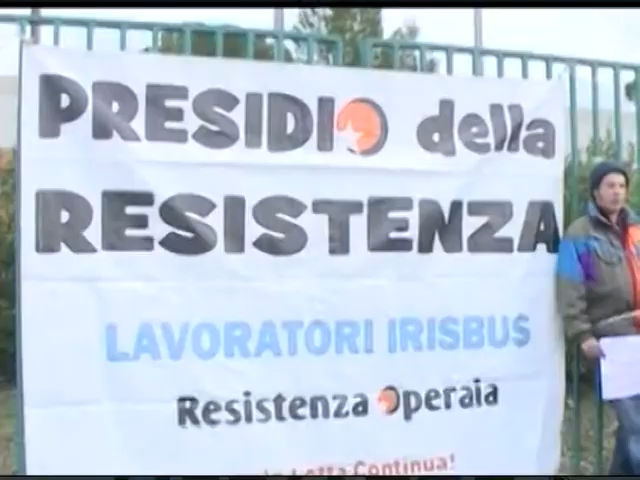 PRESIDIO della
RESISTENZA
LAVORATORI IRISBUS
Resistenza Operaia
Lotta Continua!